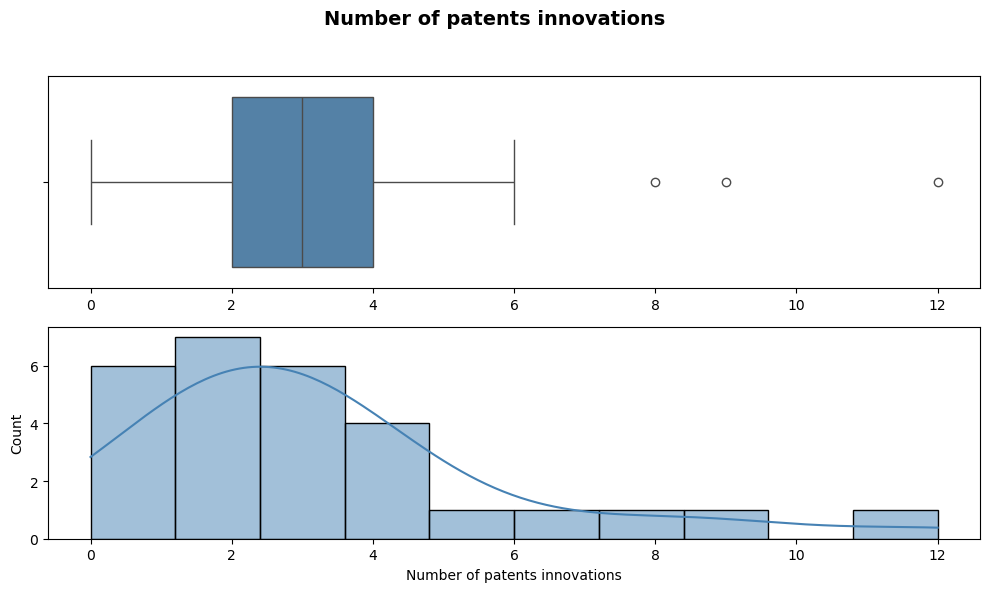 Number of patents innovations
0 2 4 6 8 10 12
6
4
2
0
Count
0 2 4 6 8 10 12
Number of patents innovations